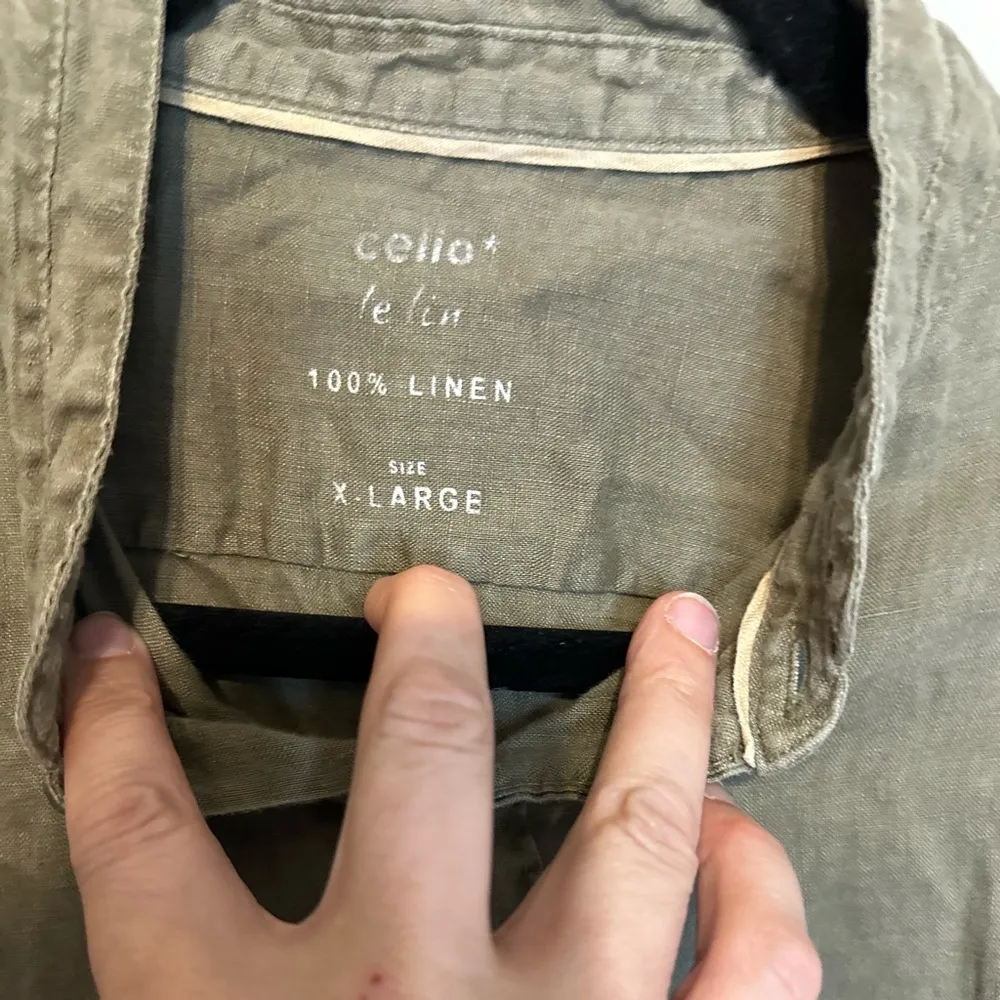 celio*
le lin
100% LINEN
SIZE
X-LARGE